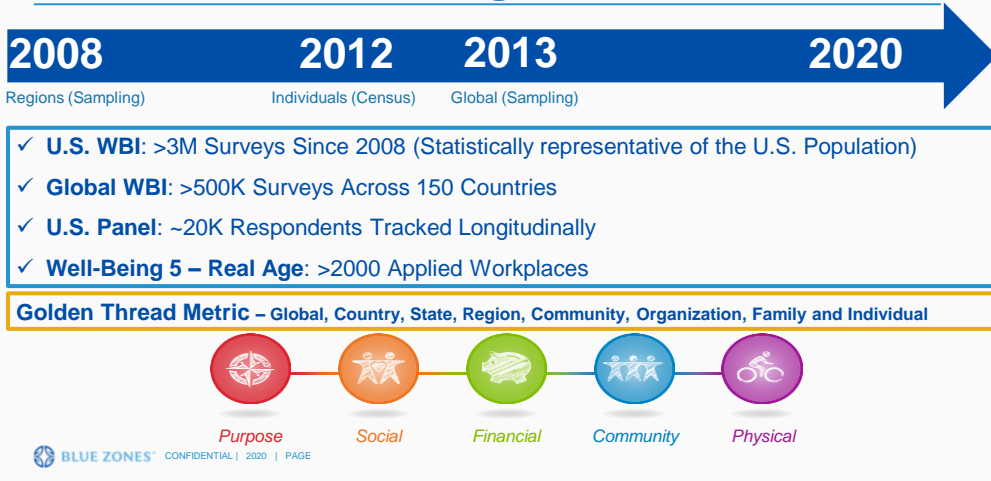 2008 2012 2013 2020
Regions (Sampling) Individuals (Census) Global (Sampling)
✓ U.S. WBI: >3M Surveys Since 2008 (Statistically representative of the U.S. Population)
✓ Global WBI: >500K Surveys Across 150 Countries
✓ U.S. Panel: ~20K Respondents Tracked Longitudinally
✓ Well-Being 5 – Real Age: >2000 Applied Workplaces
Golden Thread Metric – Global, Country, State, Region, Community, Organization, Family and Individual
Purpose Social Financial Community Physical
BLUE ZONES™ CONFIDENTIAL | 2020 | PAGE